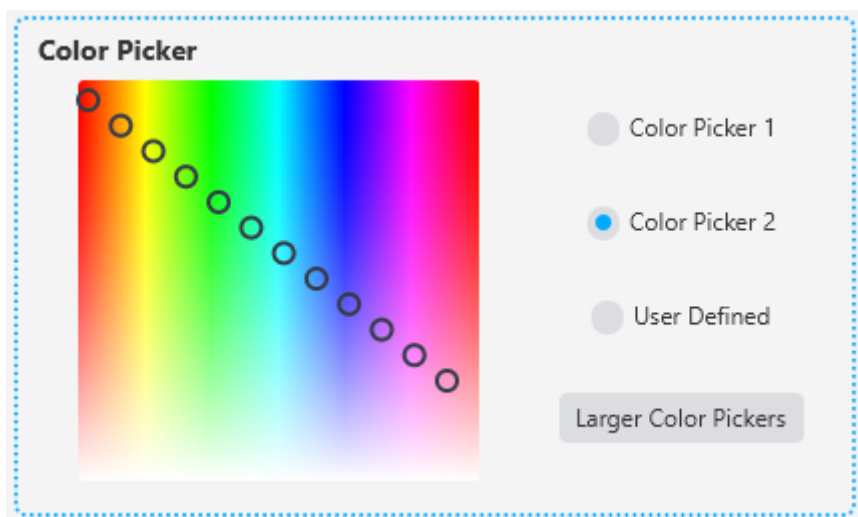 Color Picker
Color Picker 1
Color Picker 2
User Defined
Larger Color Pickers